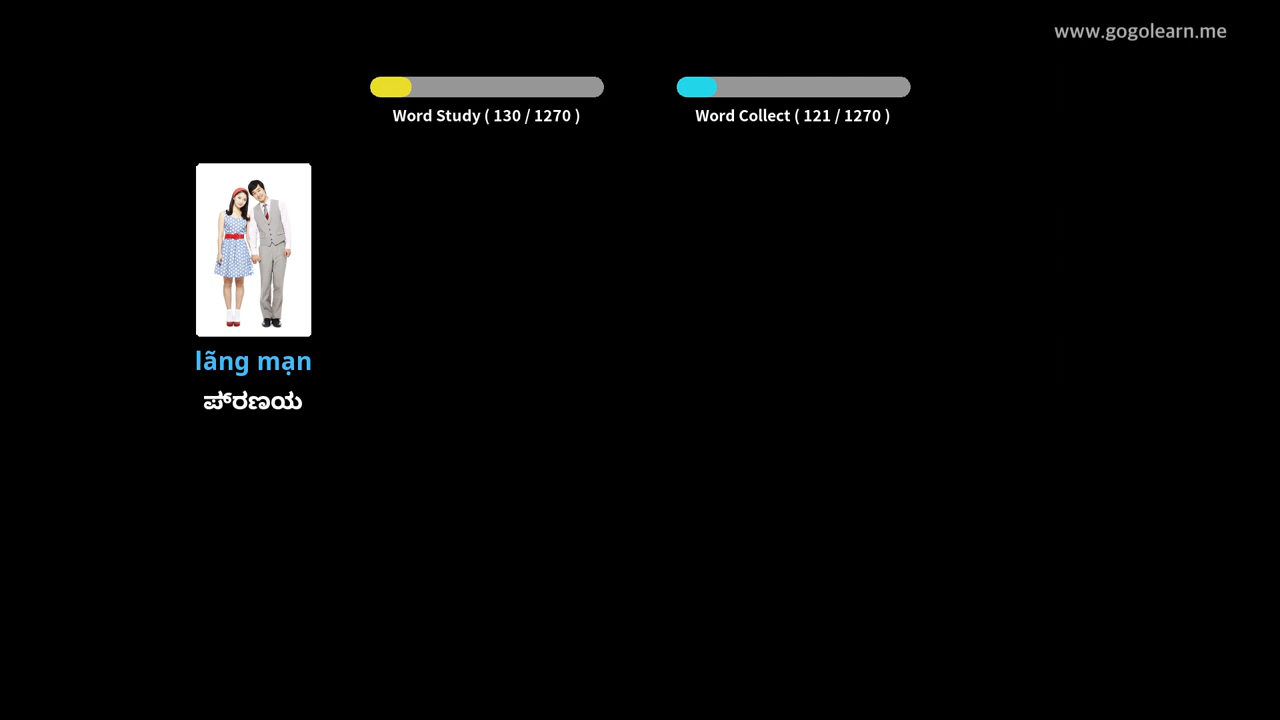 www.gogolearn.me
Word Study ( 130 / 1270 )
Word Collect ( 121 / 1270 )
lãng mạn
ಪ್ರಣಯ